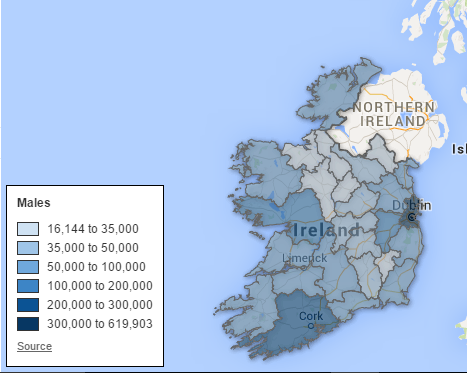 NORTHERN
IRELAND
Isl
Dublin
Ireland
Limerick
Cork
Males
16,144 to 35,000
35,000 to 50,000
50,000 to 100,000
100,000 to 200,000
200,000 to 300,000
300,000 to 619,903
Source